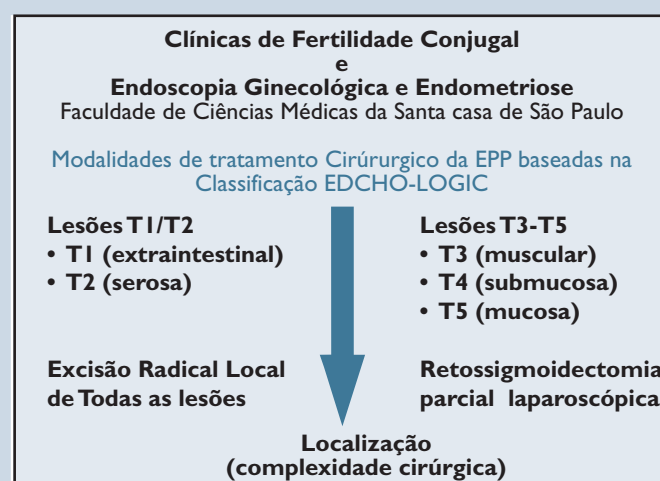 Clínicas de Fertilidade Conjugal
e
Endoscopia Ginecológica e Endometriose
Faculdade de Ciências Médicas da Santa casa de São Paulo
Modalidades de tratamento Cirúrurgico da EPP baseadas na
Classificação EDCHO-LOGIC
Lesões T1/T2
• T1 (extraintestinal)
• T2 (serosa)
Excisão Radical Local
de Todas as lesões
Lesões T3-T5
• T3 (muscular)
• T4 (submucosa)
• T5 (mucosa)
Retossigmoidectomia
parcial laparoscópica
Localização
(complexidade cirúrgica)